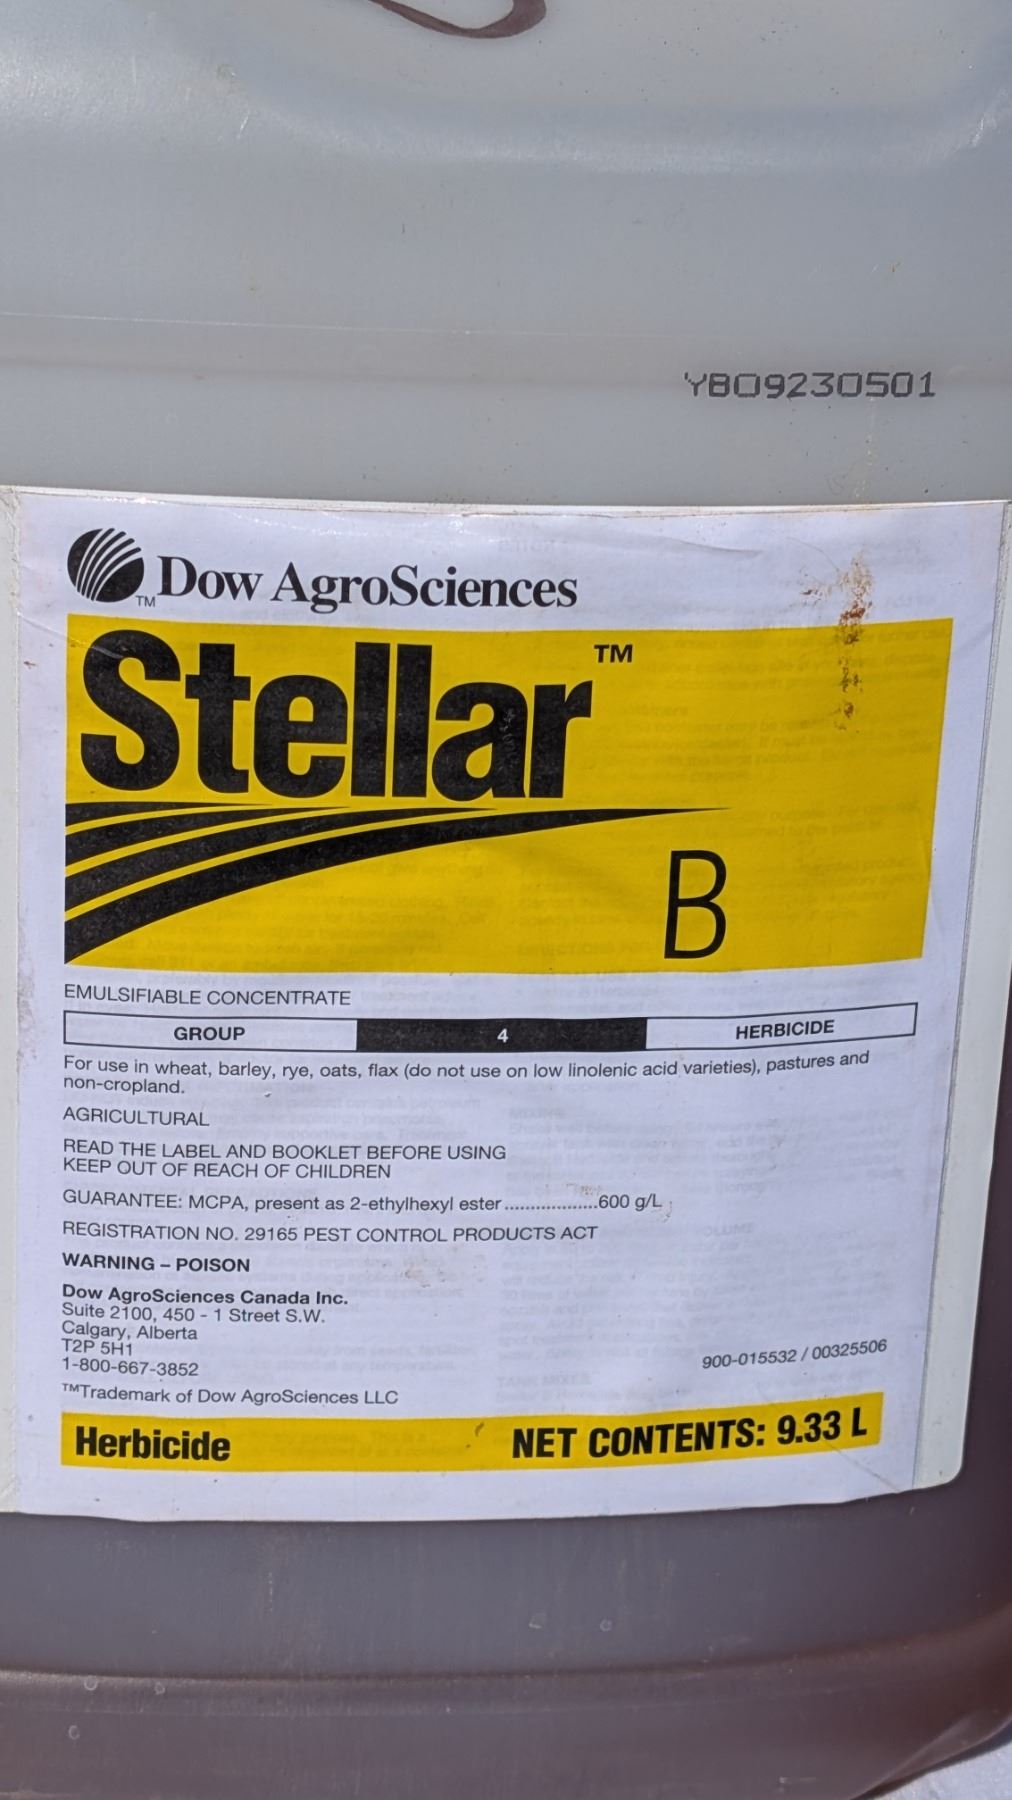 YB09230501
TM Dow AgroSciences
Stellar™
B
EMULSIFIABLE CONCENTRATE
GROUP 4 HERBICIDE
For use in wheat, barley, rye, oats, flax (do not use on low linolenic acid varieties), pastures and
non-cropland.
AGRICULTURAL
READ THE LABEL AND BOOKLET BEFORE USING
KEEP OUT OF REACH OF CHILDREN
GUARANTEE: MCPA, present as 2-ethylhexyl ester..................600 g/L
REGISTRATION NO. 29165 PEST CONTROL PRODUCTS ACT
WARNING – POISON
Dow AgroSciences Canada Inc.
Suite 2100, 450 - 1 Street S.W.
Calgary, Alberta
T2P 5H1
1-800-667-3852
900-015532 / 00325506
™Trademark of Dow AgroSciences LLC
Herbicide NET CONTENTS: 9.33 L